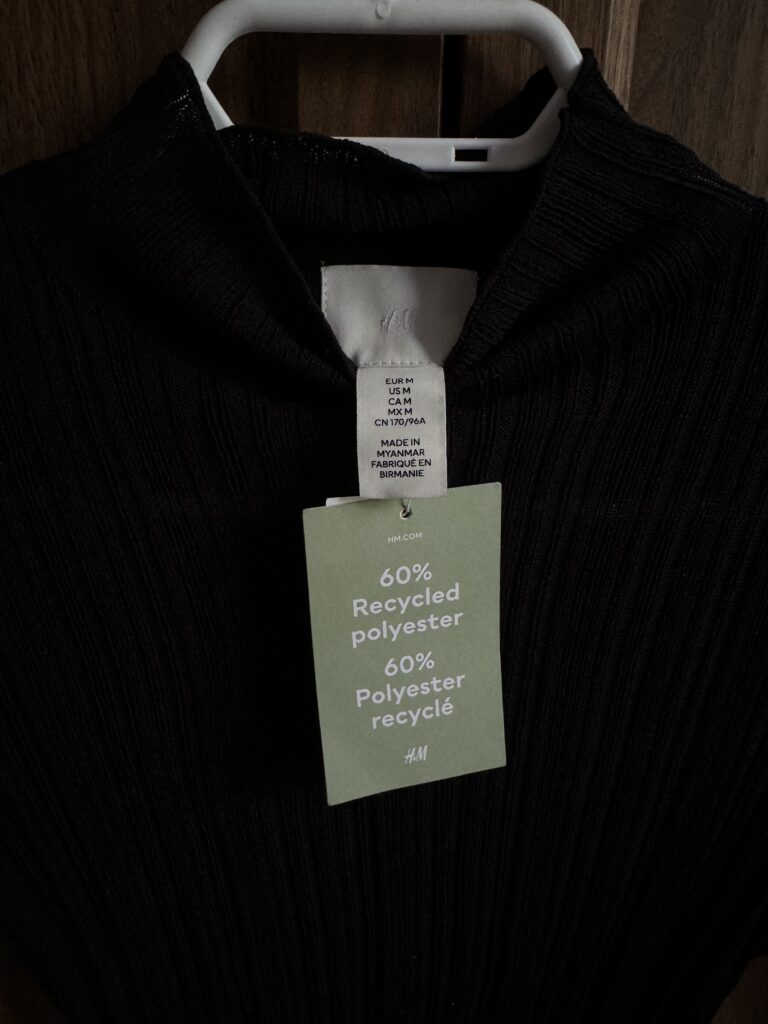 H&M
EUR M
US M
CA M
MX M
CN 170/96A
MADE IN
MYANMAR
FABRIQUÉ EN
BIRMANIE
HM.COM
60%
Recycled
polyester
60%
Polyester
recyclé
H&M